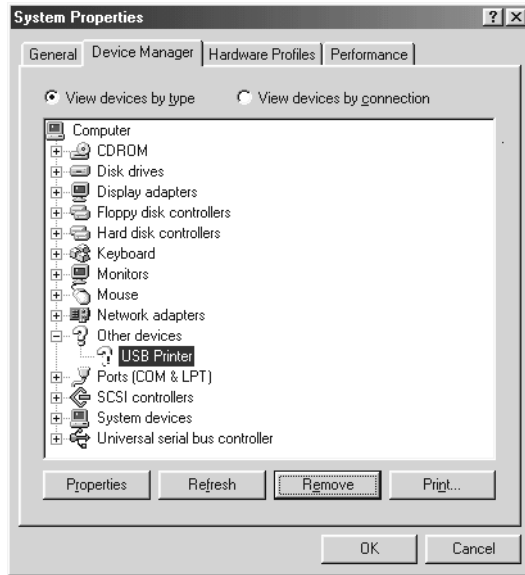 System Properties
General Device Manager Hardware Profiles Performance
View devices by type View devices by connection
Computer
CDROM
Disk drives
Display adapters
Floppy disk controllers
Hard disk controllers
Keyboard
Monitors
Mouse
Network adapters
Other devices
USB Printer
Ports (COM & LPT)
SCSI controllers
System devices
Universal serial bus controller
Properties Refresh Remove Print...
OK Cancel